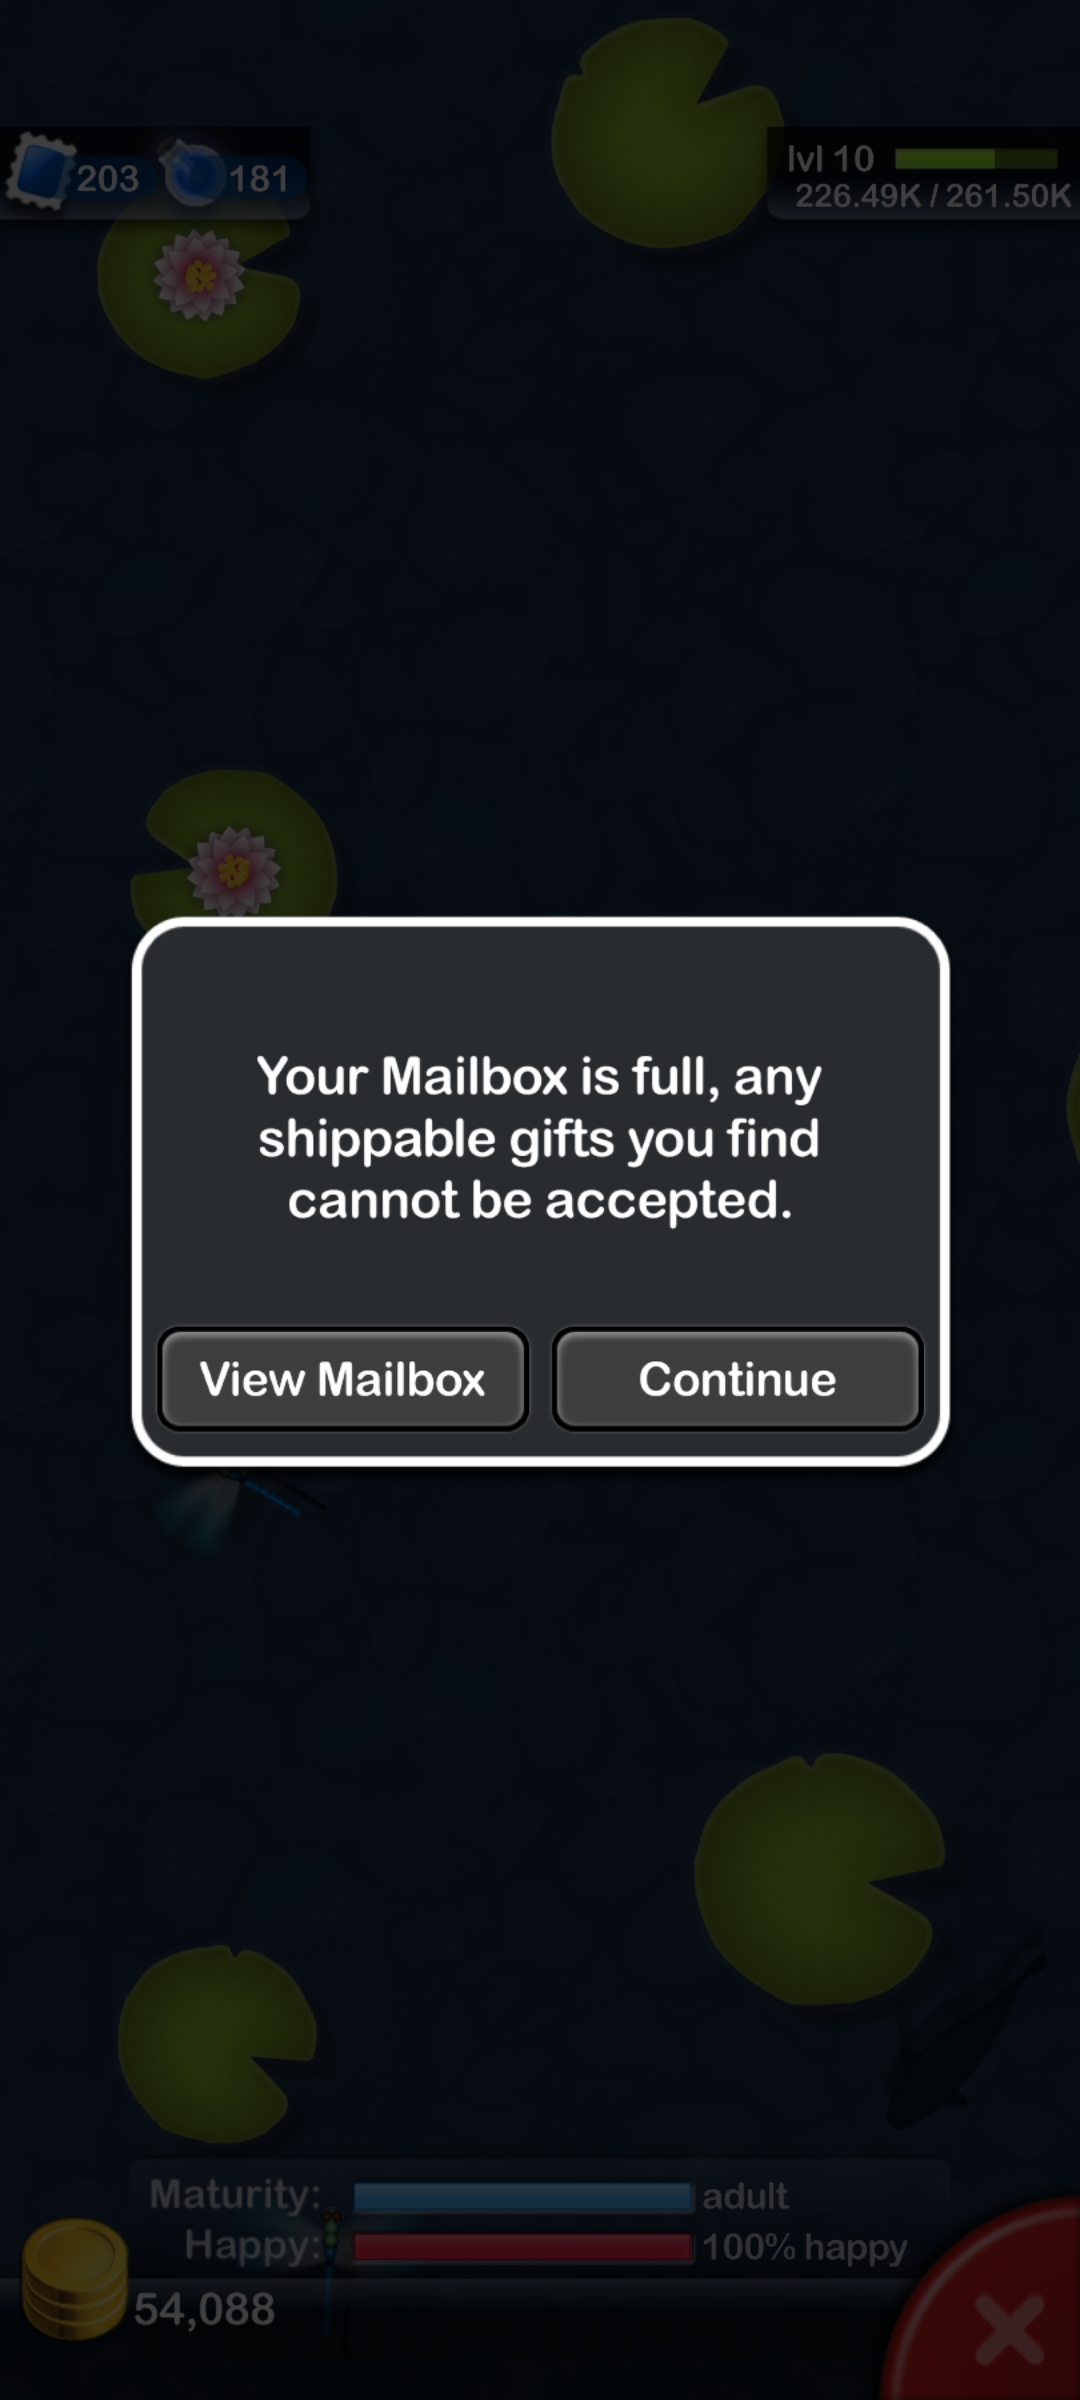 203 181
lvl 10
226.49K / 261.50K
Your Mailbox is full, any
shippable gifts you find
cannot be accepted.
View Mailbox Continue
Maturity: adult
Happy: 100% happy
54,088